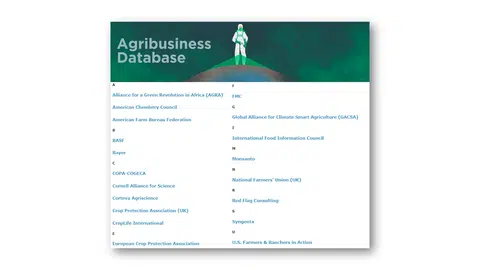 Agribusiness
Database
A
Alliance for a Green Revolution in Africa (AGRA)
American Chemistry Council
American Farm Bureau Federation
B
BASF
Bayer
C
COPA-COGECA
Cornell Alliance for Science
Corteva Agriscience
Crop Protection Association (UK)
CropLife International
E
European Crop Protection Association
F
FMC
G
Global Alliance for Climate-Smart Agriculture (GACSA)
I
International Food Information Council
M
Monsanto
N
National Farmers' Union (UK)
R
Red Flag Consulting
S
Syngenta
U
U.S. Farmers & Ranchers in Action